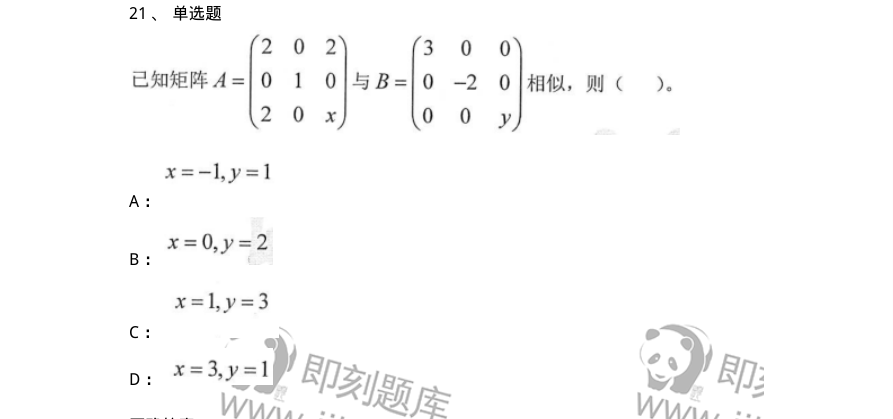 21 、 单选题
已知矩阵 A = (2 0 2; 0 1 0; 2 0 x) 与 B = (3 0 0; 0 -2 0; 0 0 y) 相似，则（　　）。
x = -1, y = 1
A：
x = 0, y = 2
B：
x = 1, y = 3
C：
x = 3, y = 1
D：
即刻题库
即